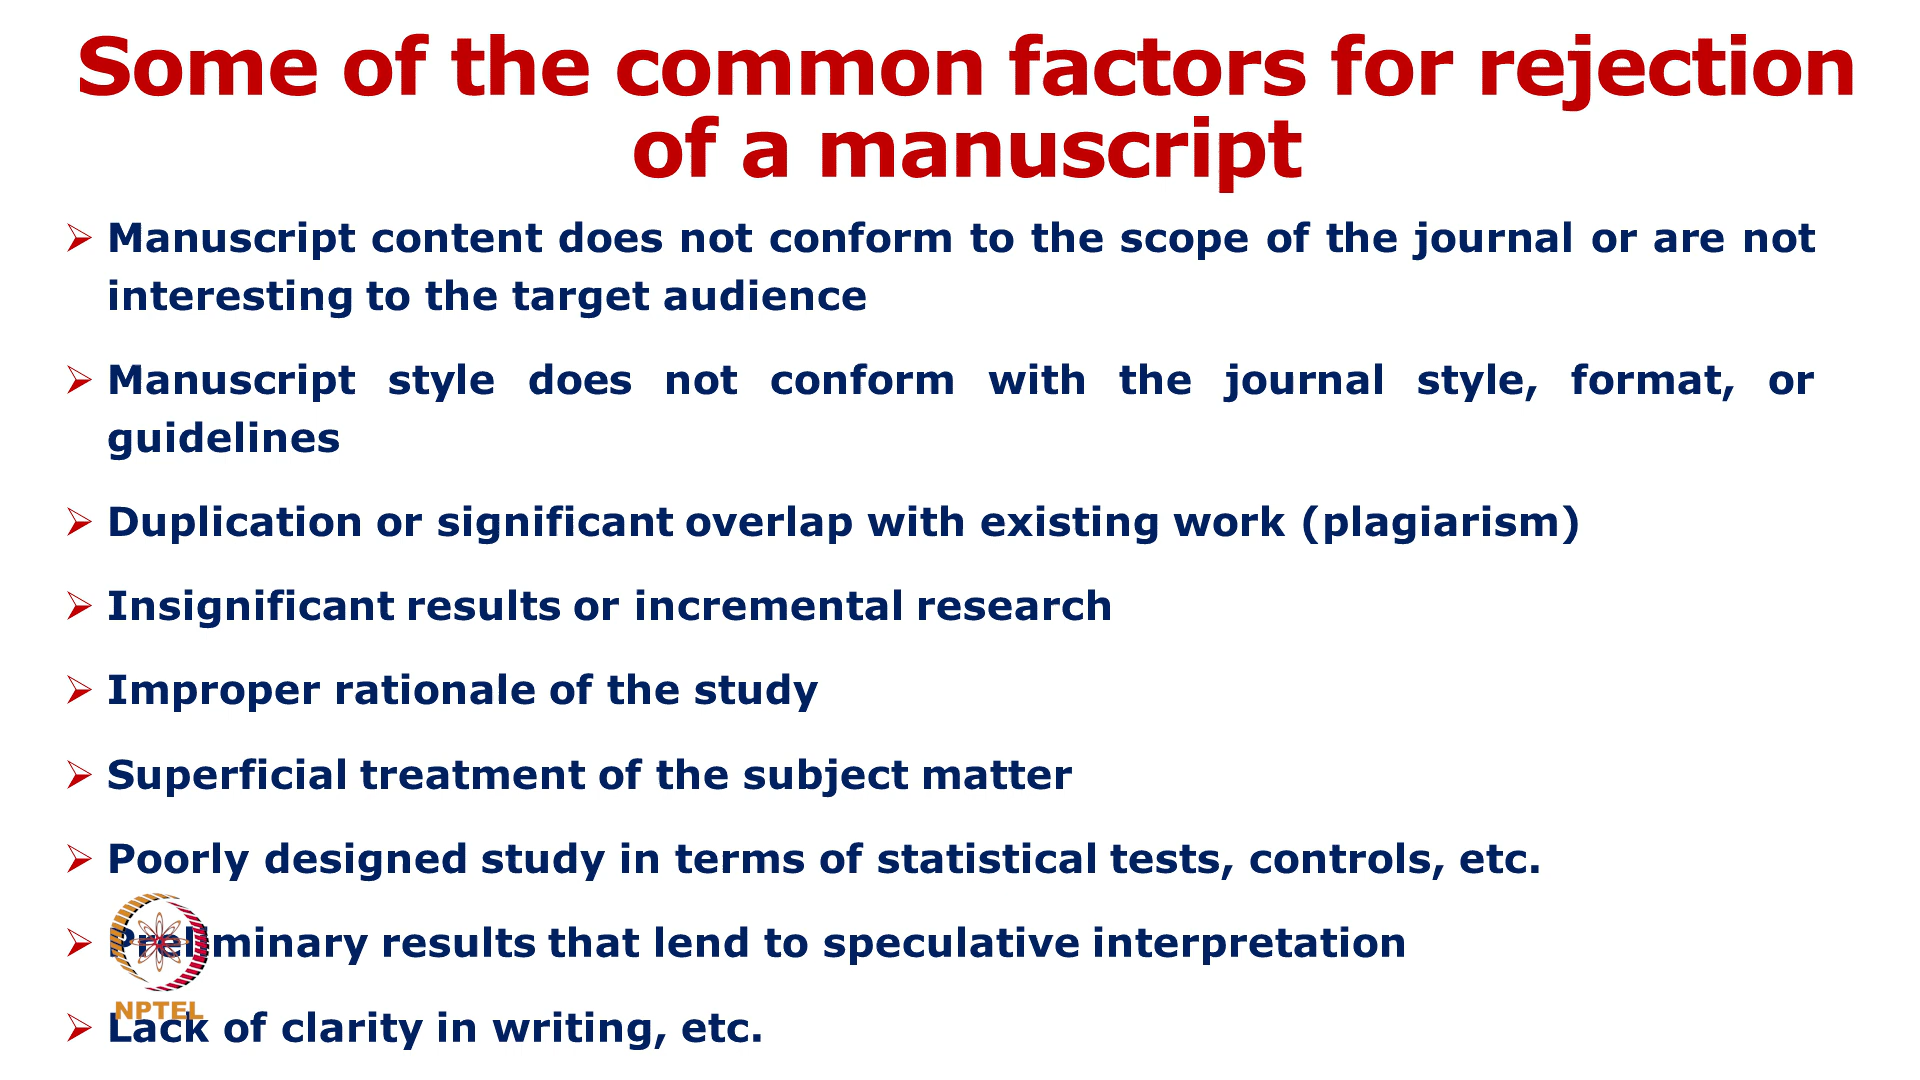 Some of the common factors for rejection
of a manuscript
Manuscript content does not conform to the scope of the journal or are not
interesting to the target audience
Manuscript style does not conform with the journal style, format, or
guidelines
Duplication or significant overlap with existing work (plagiarism)
Insignificant results or incremental research
Improper rationale of the study
Superficial treatment of the subject matter
Poorly designed study in terms of statistical tests, controls, etc.
Preliminary results that lend to speculative interpretation
NPTEL
Lack of clarity in writing, etc.